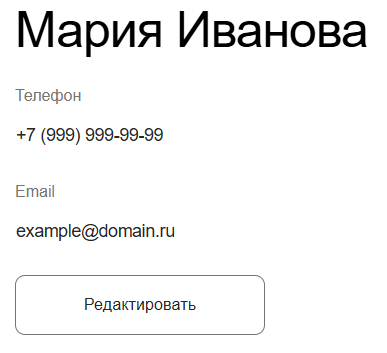 Мария Иванова
Телефон
+7 (999) 999-99-99
Email
example@domain.ru
Редактировать